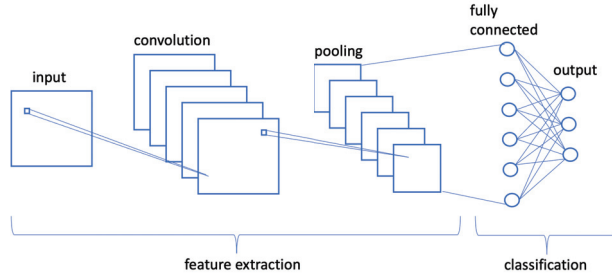 fully
connected
convolution
pooling
output
input
feature extraction
classification